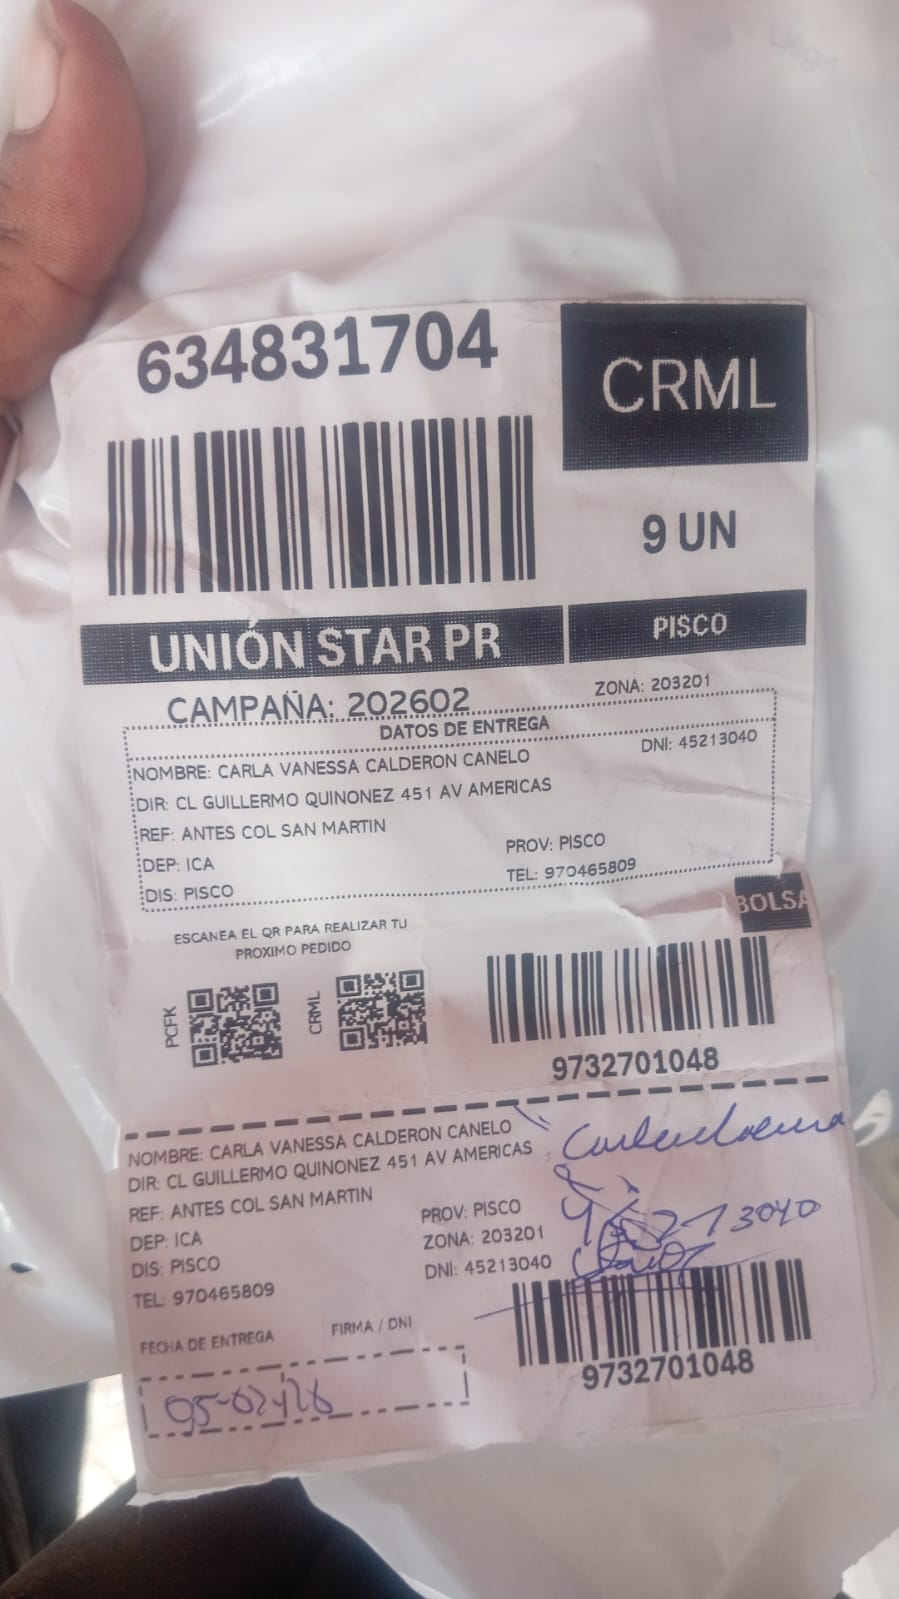 634831704
CRML
9 UN
UNIÓN STAR PR
PISCO
CAMPAÑA: 202602
ZONA: 203201
DATOS DE ENTREGA
NOMBRE: CARLA VANESSA CALDERON CANELO
DNI: 45213040
DIR: CL GUILLERMO QUINONEZ 451 AV AMERICAS
REF: ANTES COL SAN MARTIN
DEP: ICA
PROV: PISCO
DIS: PISCO
TEL: 970465809
BOLSA
ESCANEA EL QR PARA REALIZAR TU
PROXIMO PEDIDO
PCFK
CRML
9732701048
NOMBRE: CARLA VANESSA CALDERON CANELO
DIR: CL GUILLERMO QUINONEZ 451 AV AMERICAS
REF: ANTES COL SAN MARTIN
DEP: ICA
PROV: PISCO
DIS: PISCO
ZONA: 203201
TEL: 970465809
DNI: 45213040
45213040
FECHA DE ENTREGA
FIRMA / DNI
9732701048
05-02-26